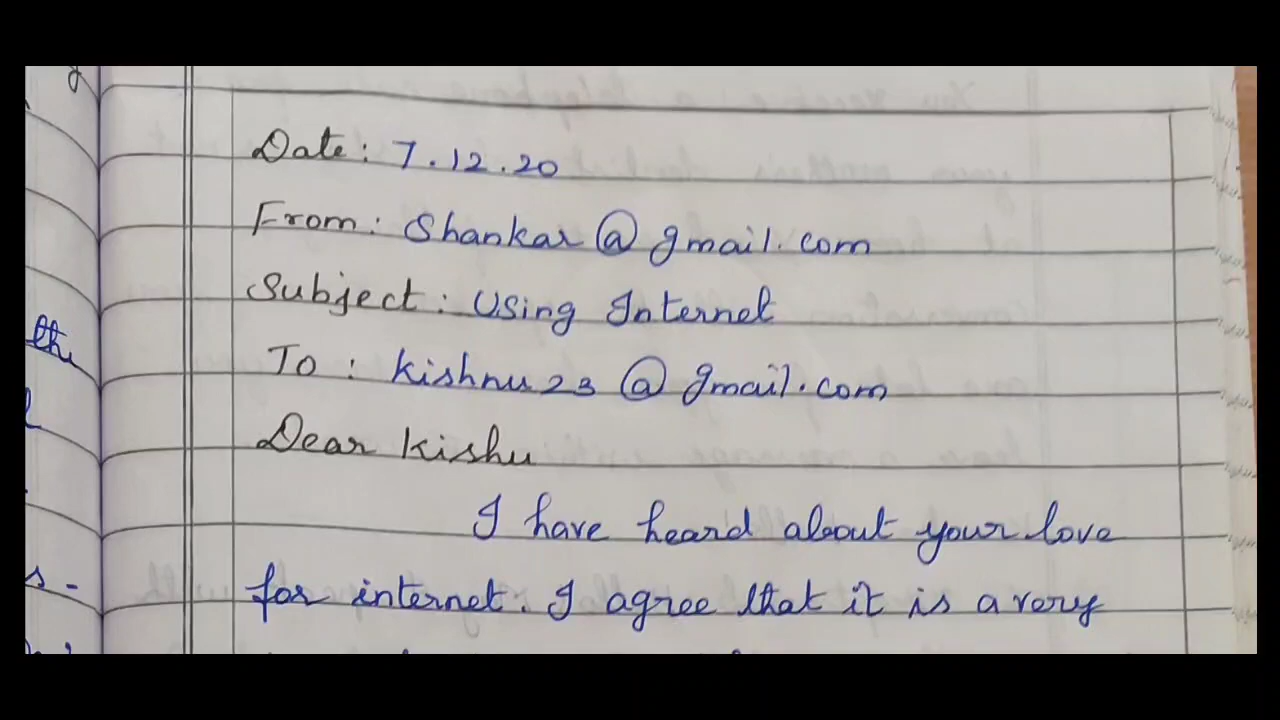 Date: 7.12.20
From: Shankar@gmail.com
Subject: Using Internet
To: Kishnu23@gmail.com
Dear Kishu
I have heard about your love
for internet. I agree that it is a very
th
s-